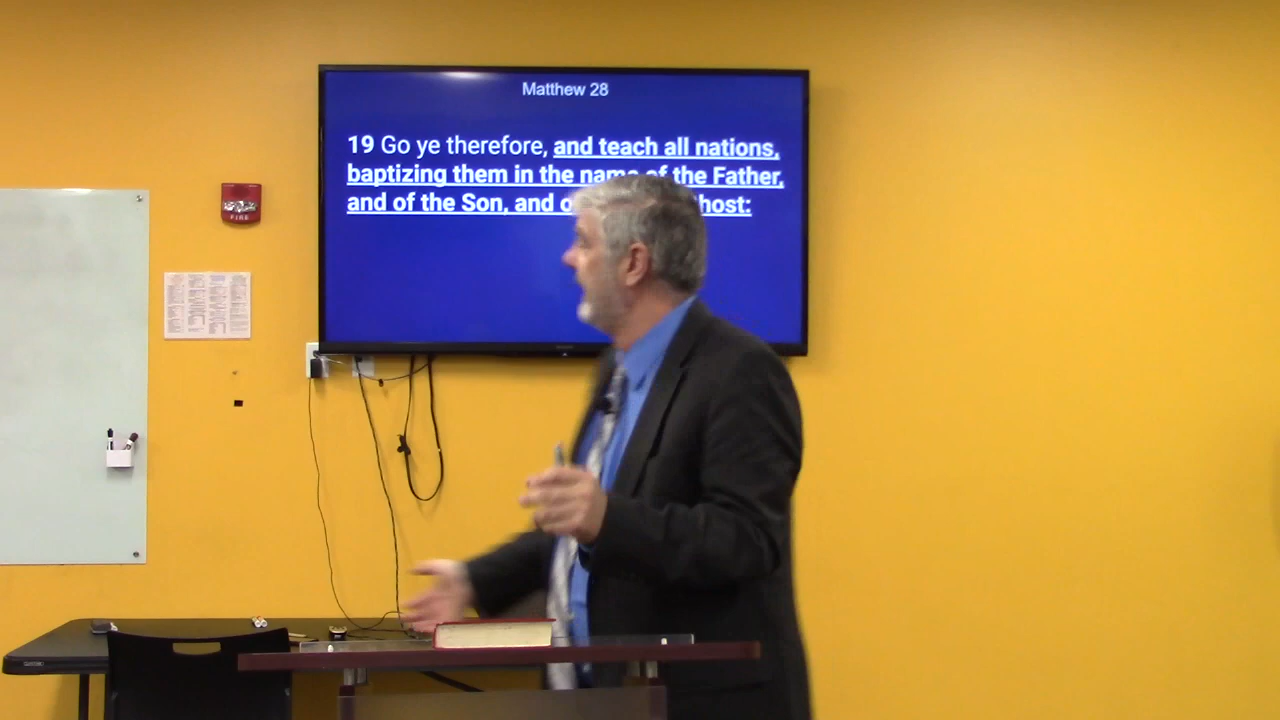 Matthew 28
19 Go ye therefore, and teach all nations,
baptizing them in the name of the Father,
and of the Son, and
FIRE